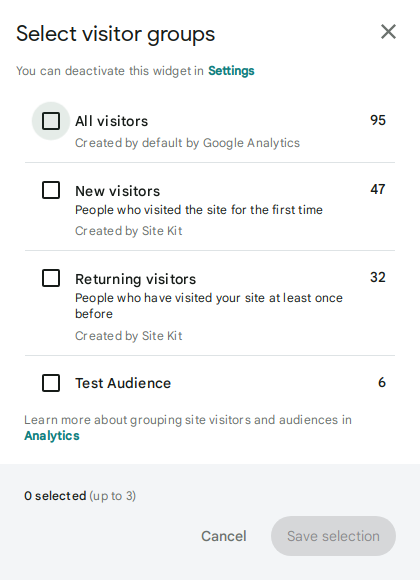 Select visitor groups
You can deactivate this widget in Settings
All visitors 95
Created by default by Google Analytics
New visitors 47
People who visited the site for the first time
Created by Site Kit
Returning visitors 32
People who have visited your site at least once
before
Created by Site Kit
Test Audience 6
Learn more about grouping site visitors and audiences in
Analytics
0 selected (up to 3)
Cancel Save selection